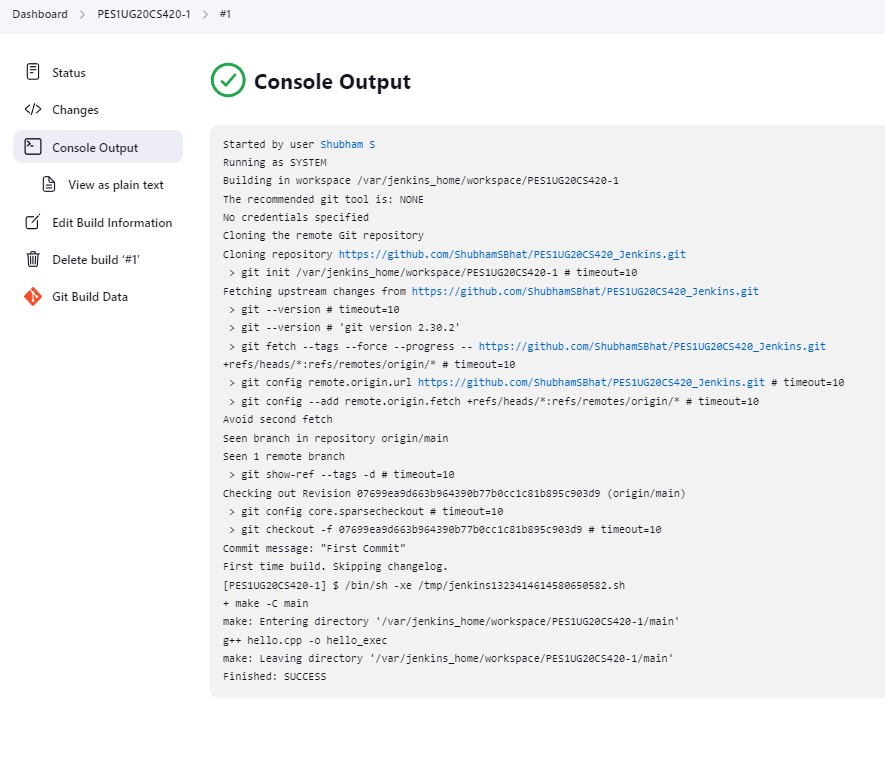 Dashboard > PES1UG20CS420-1 > #1
Status
Changes
Console Output
View as plain text
Edit Build Information
Delete build ‘#1’
Git Build Data
Console Output
Started by user Shubham S
Running as SYSTEM
Building in workspace /var/jenkins_home/workspace/PES1UG20CS420-1
The recommended git tool is: NONE
No credentials specified
Cloning the remote Git repository
Cloning repository https://github.com/ShubhamSBhat/PES1UG20CS420_Jenkins.git
 > git init /var/jenkins_home/workspace/PES1UG20CS420-1 # timeout=10
Fetching upstream changes from https://github.com/ShubhamSBhat/PES1UG20CS420_Jenkins.git
 > git --version # timeout=10
 > git --version # 'git version 2.30.2'
 > git fetch --tags --force --progress -- https://github.com/ShubhamSBhat/PES1UG20CS420_Jenkins.git
+refs/heads/*:refs/remotes/origin/* # timeout=10
 > git config remote.origin.url https://github.com/ShubhamSBhat/PES1UG20CS420_Jenkins.git # timeout=10
 > git config --add remote.origin.fetch +refs/heads/*:refs/remotes/origin/* # timeout=10
Avoid second fetch
Seen branch in repository origin/main
Seen 1 remote branch
 > git show-ref --tags -d # timeout=10
Checking out Revision 07699ea9d663b964390b77b0cc1c81b895c903d9 (origin/main)
 > git config core.sparsecheckout # timeout=10
 > git checkout -f 07699ea9d663b964390b77b0cc1c81b895c903d9 # timeout=10
Commit message: "First Commit"
First time build. Skipping changelog.
[PES1UG20CS420-1] $ /bin/sh -xe /tmp/jenkins1323414614580650582.sh
+ make -C main
make: Entering directory '/var/jenkins_home/workspace/PES1UG20CS420-1/main'
g++ hello.cpp -o hello_exec
make: Leaving directory '/var/jenkins_home/workspace/PES1UG20CS420-1/main'
Finished: SUCCESS